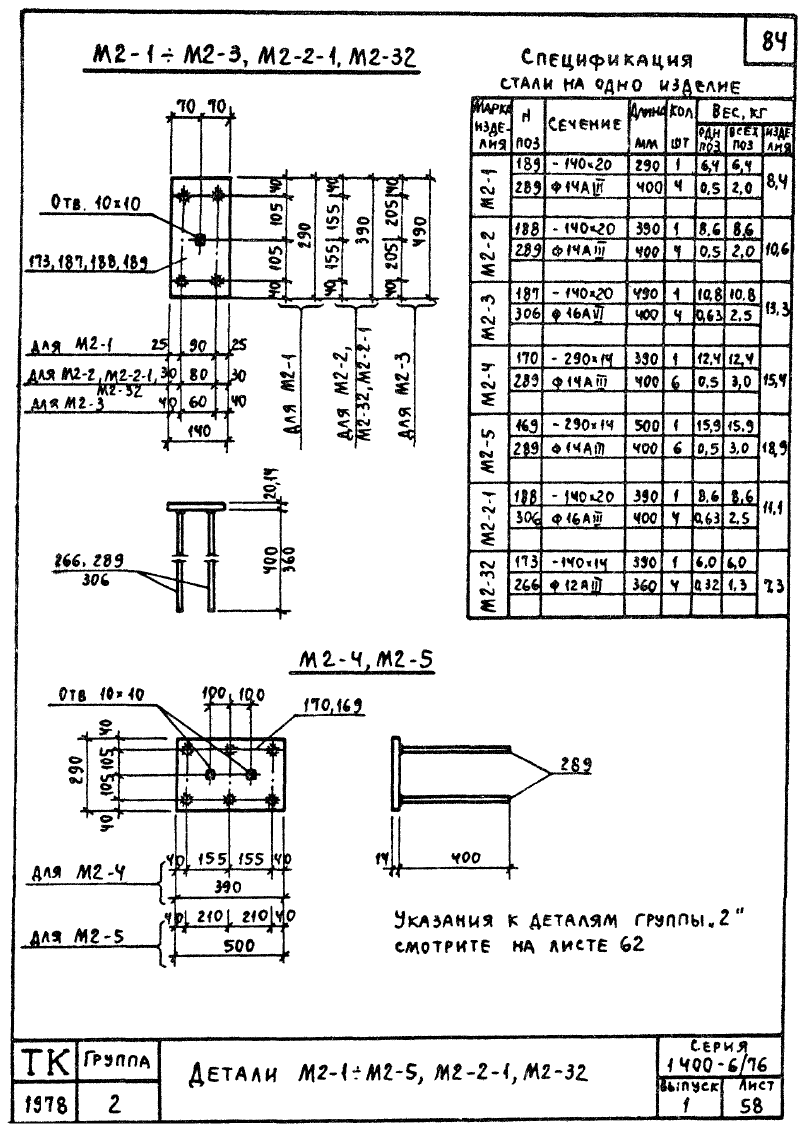 84
М2-1÷М2-3, М2-2-1, М2-32
70 70
Отв. 10×10
173,187,188,189
40 105 105 40 290
40 155 155 40 390
40 205 205 40 490
для М2-1 25 90 25
для М2-2, М2-2-1, М2-32 30 80 30
для М2-3 40 60 40
140
для М2-1
для М2-2,
М2-32, М2-2-1
для М2-3
20,14
400
360
266, 289
306
Спецификация
стали на одно изделие
Марка изделия N поз Сечение Длина мм Кол. шт Вес, кг
одн поз всех поз изделия
М2-1 189 - 140×20 290 1 6,4 6,4 8,4
289 Ф14АIII 400 4 0,5 2,0
М2-2 188 - 140×20 390 1 8,6 8,6 10,6
289 Ф14АIII 400 4 0,5 2,0
М2-3 187 - 140×20 490 1 10,8 10,8 13,3
306 Ф16АIII 400 4 0,63 2,5
М2-4 170 - 290×14 390 1 12,4 12,4 15,4
289 Ф14АIII 400 6 0,5 3,0
М2-5 169 - 290×14 500 1 15,9 15,9 18,9
289 Ф14АIII 400 6 0,5 3,0
М2-2-1 188 - 140×20 390 1 8,6 8,6 11,1
306 Ф16АIII 400 4 0,63 2,5
М2-32 173 - 140×14 390 1 6,0 6,0 7,3
266 Ф12АIII 360 4 0,32 1,3
М2-4, М2-5
Отв 10×10
100 100
170,169
40 105 105 40
290
289
14 400
для М2-4 40 155 155 40
390
для М2-5 40 210 210 40
500
Указания к деталям группы „2"
смотрите на листе 62
ТК
Группа
1978
2
Детали М2-1÷М2-5, М2-2-1, М2-32
Серия
1400-6/76
Выпуск Лист
1 58